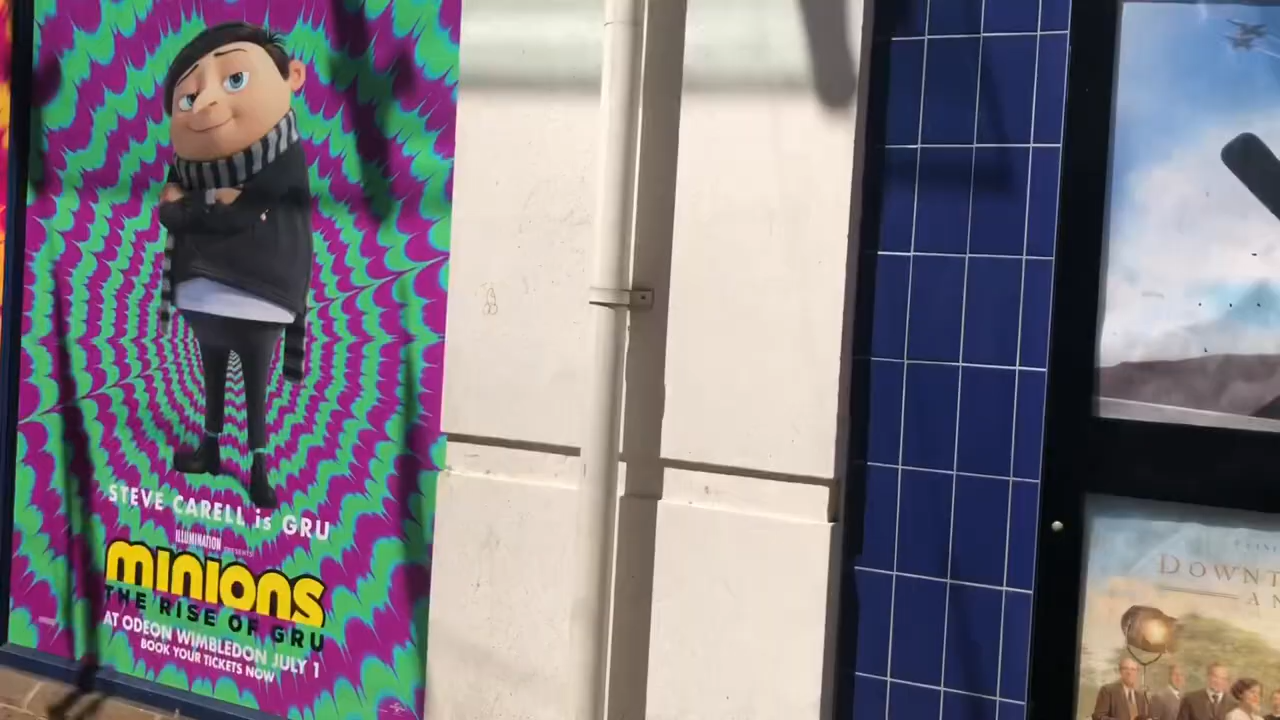 STEVE CARELL is GRU
ILLUMINATION PRESENTS
minions
THE RISE OF GRU
AT ODEON WIMBLEDON JULY 1
BOOK YOUR TICKETS NOW
DOWNT
A N